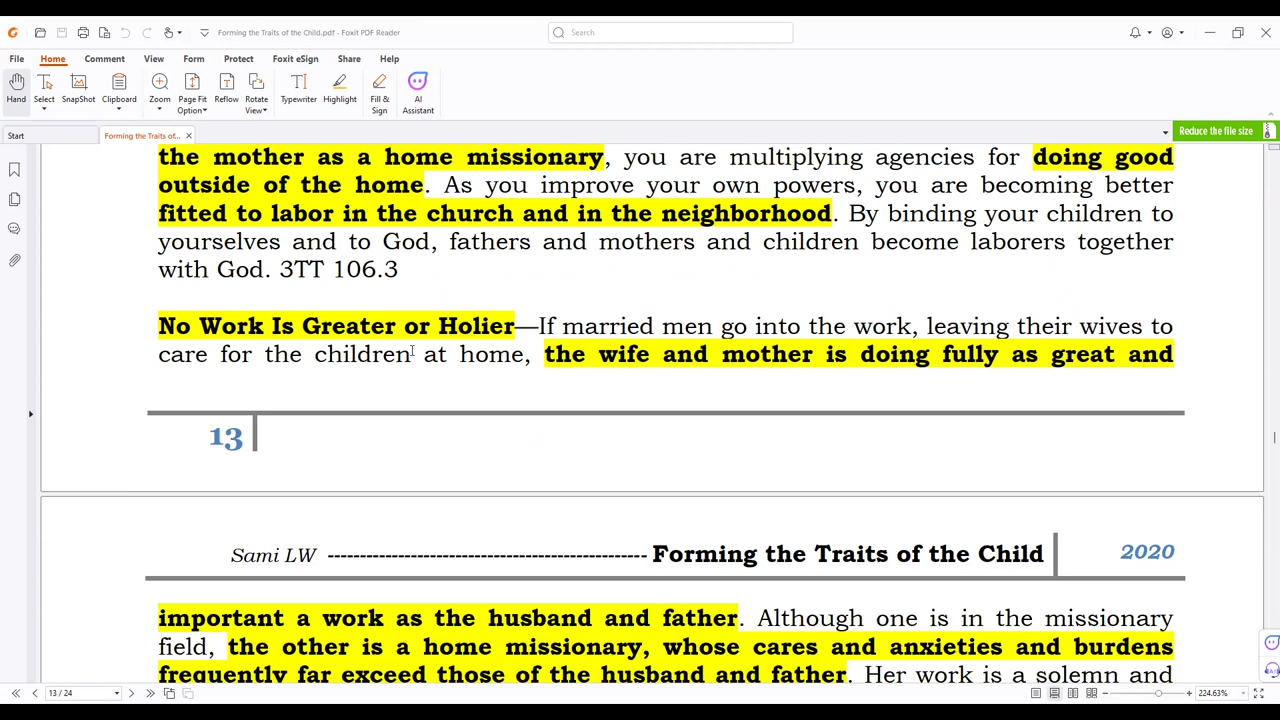 Forming the Traits of the Child.pdf - Foxit PDF Reader
Search
File Home Comment View Form Protect Foxit eSign Share Help
Hand Select SnapShot Clipboard Zoom Page Fit Option Reflow Rotate View Typewriter Highlight Fill & Sign AI Assistant
Start Forming the Traits of... Reduce the file size
the mother as a home missionary, you are multiplying agencies for doing good
outside of the home. As you improve your own powers, you are becoming better
fitted to labor in the church and in the neighborhood. By binding your children to
yourselves and to God, fathers and mothers and children become laborers together
with God. 3TT 106.3
No Work Is Greater or Holier—If married men go into the work, leaving their wives to
care for the children at home, the wife and mother is doing fully as great and
13
Sami LW ------------------------------------------------ Forming the Traits of the Child 2020
important a work as the husband and father. Although one is in the missionary
field, the other is a home missionary, whose cares and anxieties and burdens
frequently far exceed those of the husband and father. Her work is a solemn and
13 / 24 224.63%